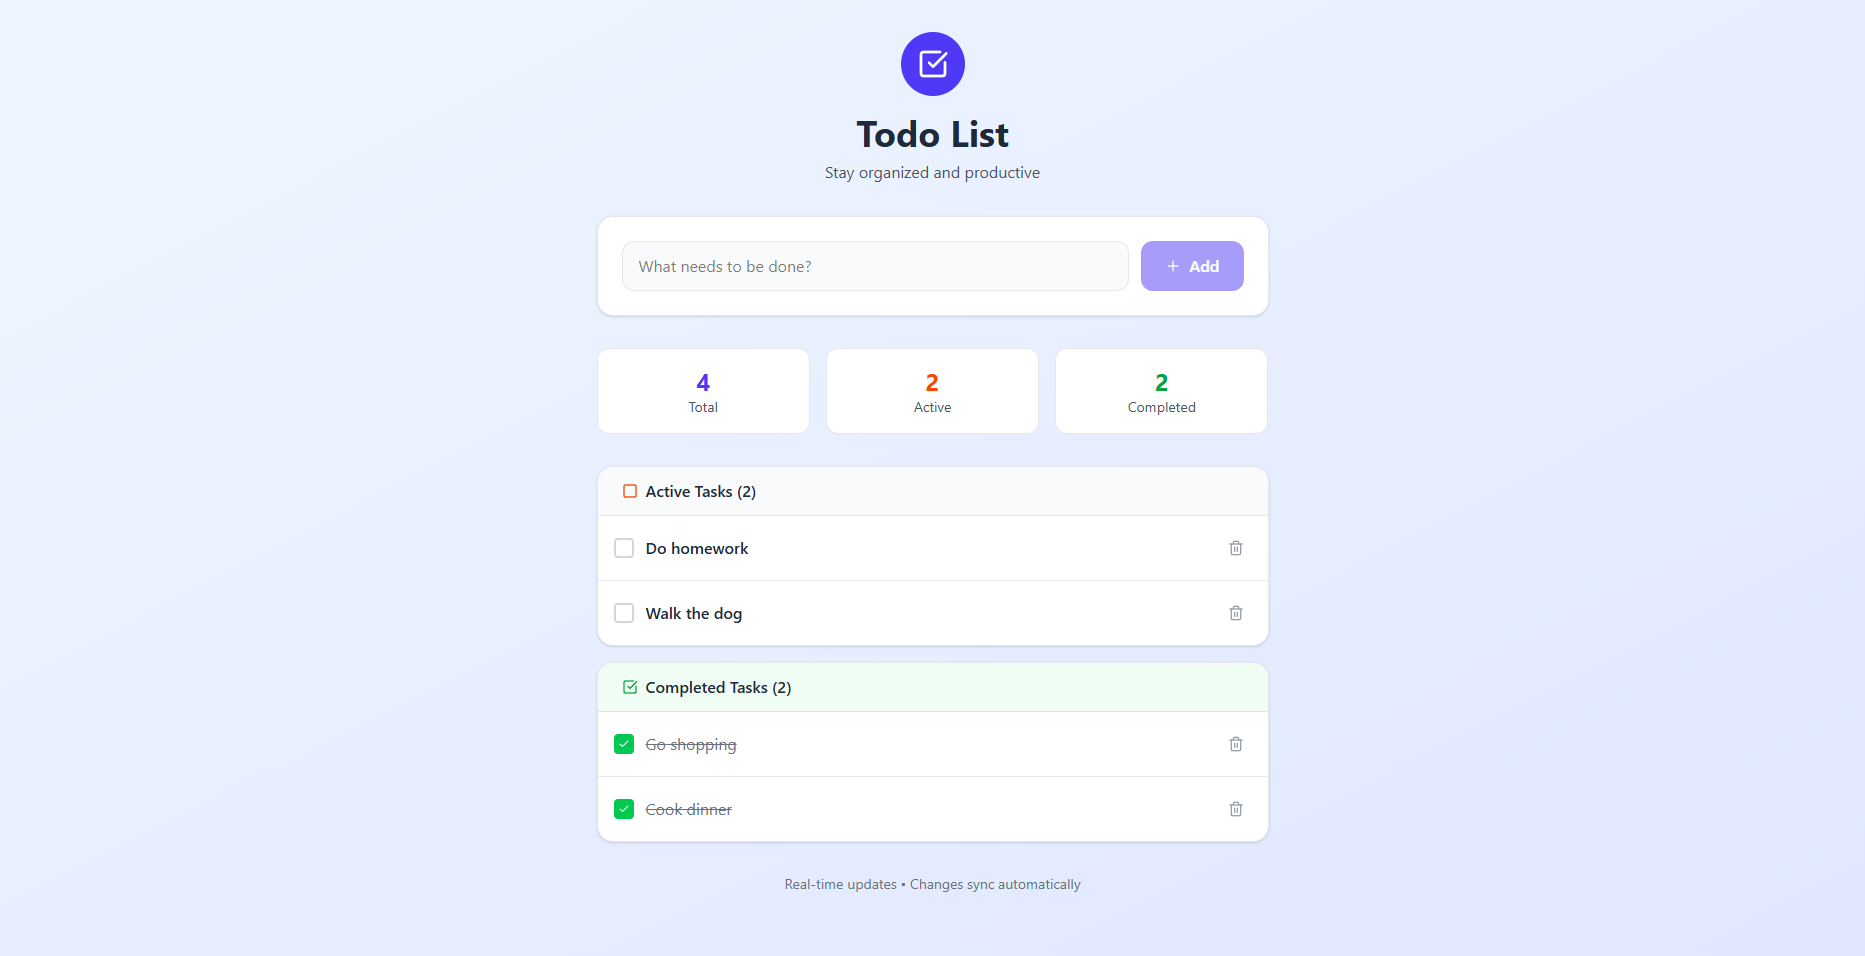 Todo List
Stay organized and productive
What needs to be done?
Add
4
Total
2
Active
2
Completed
Active Tasks (2)
Do homework
Walk the dog
Completed Tasks (2)
Go shopping
Cook dinner
Real-time updates • Changes sync automatically